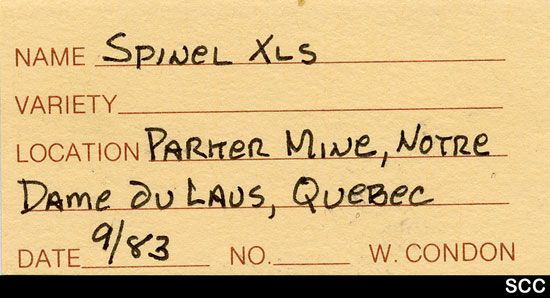 NAME SPINEL XLS
VARIETY
LOCATION PARKER MINE, NOTRE
DAME DU LAUS, QUEBEC
DATE 9/83 NO. W. CONDON
SCC